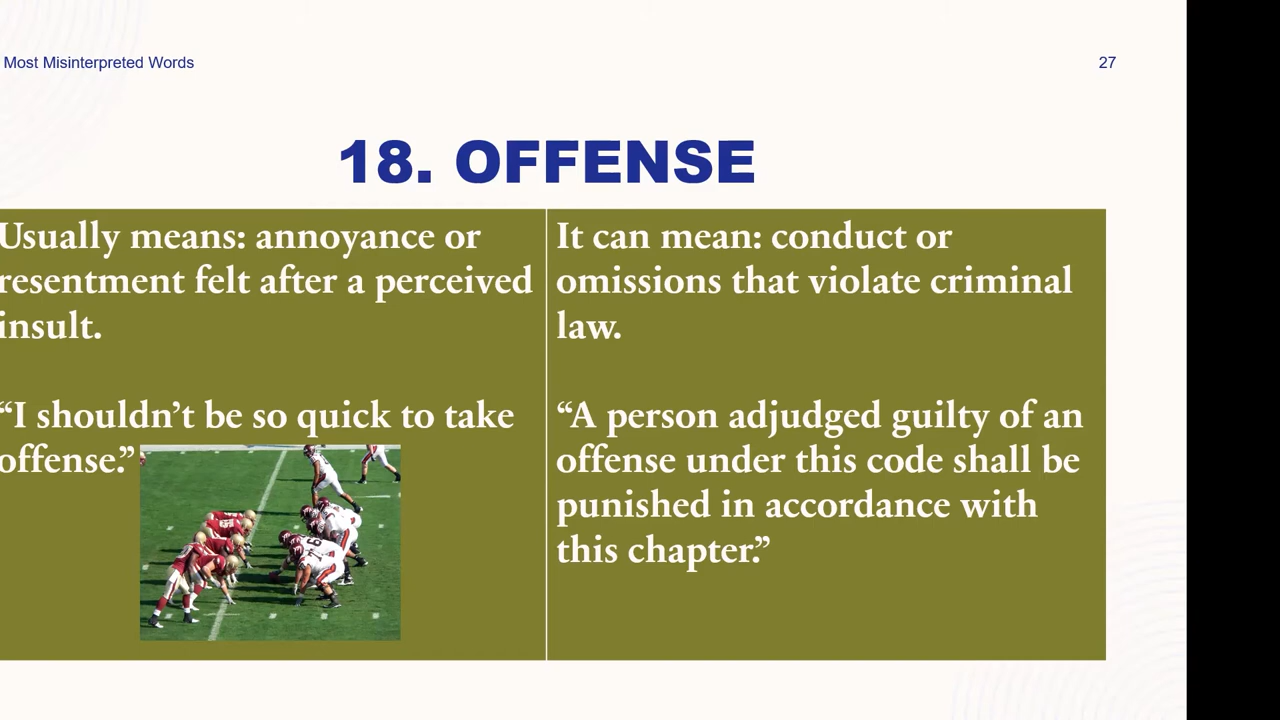 Most Misinterpreted Words
27
18. OFFENSE
Usually means: annoyance or
resentment felt after a perceived
insult.
“I shouldn’t be so quick to take
offense.”
It can mean: conduct or
omissions that violate criminal
law.
“A person adjudged guilty of an
offense under this code shall be
punished in accordance with
this chapter.”